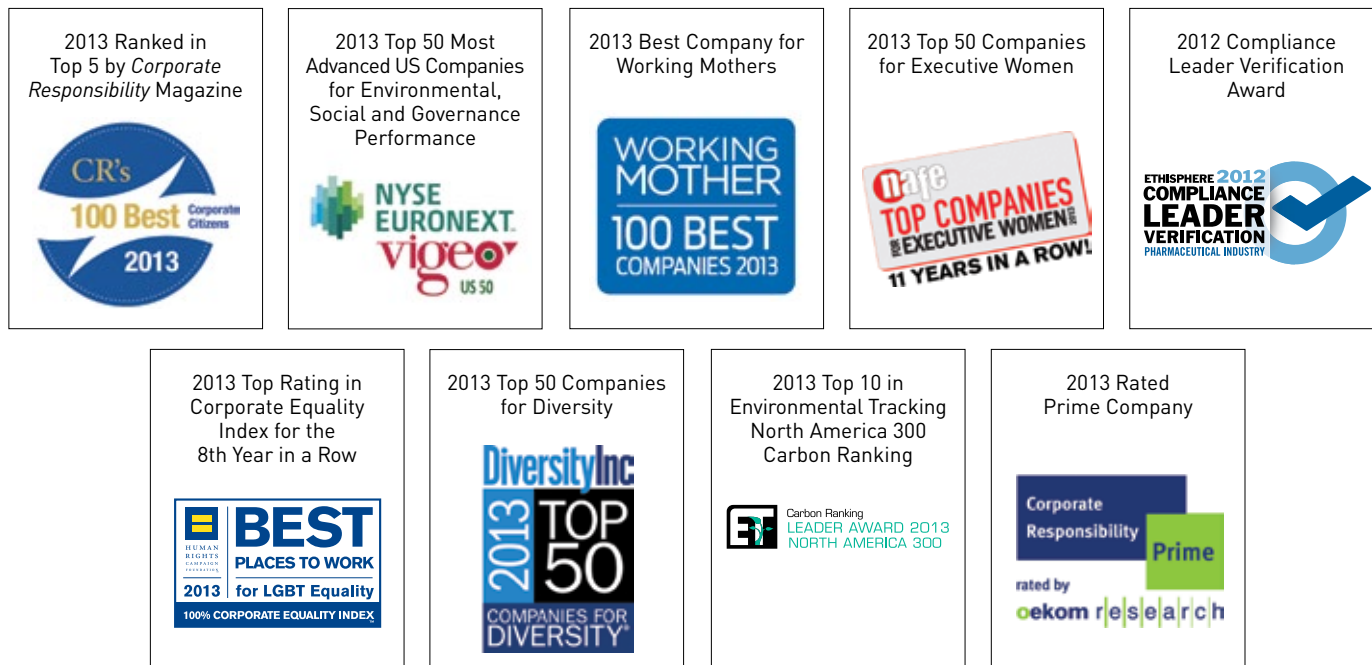 2013 Ranked in
Top 5 by Corporate
Responsibility Magazine
CR's
100 Best Corporate
Citizens
2013
2013 Top 50 Most
Advanced US Companies
for Environmental,
Social and Governance
Performance
NYSE
EURONEXT.
vigeo
US 50
2013 Best Company for
Working Mothers
WORKING
MOTHER
100 BEST
COMPANIES 2013
2013 Top 50 Companies
for Executive Women
nafe
TOP COMPANIES
FOR EXECUTIVE WOMEN 2013
11 YEARS IN A ROW!
2012 Compliance
Leader Verification
Award
ETHISPHERE 2012
COMPLIANCE
LEADER
VERIFICATION
PHARMACEUTICAL INDUSTRY
2013 Top Rating in
Corporate Equality
Index for the
8th Year in a Row
HUMAN
RIGHTS
CAMPAIGN
FOUNDATION
BEST
PLACES TO WORK
2013 for LGBT Equality
100% CORPORATE EQUALITY INDEX
2013 Top 50 Companies
for Diversity
DiversityInc
2013
TOP
50
COMPANIES FOR
DIVERSITY®
2013 Top 10 in
Environmental Tracking
North America 300
Carbon Ranking
ET
Carbon Ranking
LEADER AWARD 2013
NORTH AMERICA 300
2013 Rated
Prime Company
Corporate
Responsibility
Prime
rated by
oekom r|e|s|e|a|r|c|h